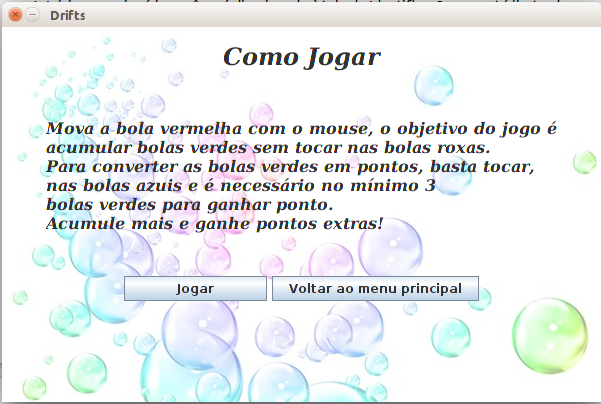 Drifts
Como Jogar
Mova a bola vermelha com o mouse, o objetivo do jogo é
acumular bolas verdes sem tocar nas bolas roxas.
Para converter as bolas verdes em pontos, basta tocar,
nas bolas azuis e é necessário no mínimo 3
bolas verdes para ganhar ponto.
Acumule mais e ganhe pontos extras!
Jogar
Voltar ao menu principal